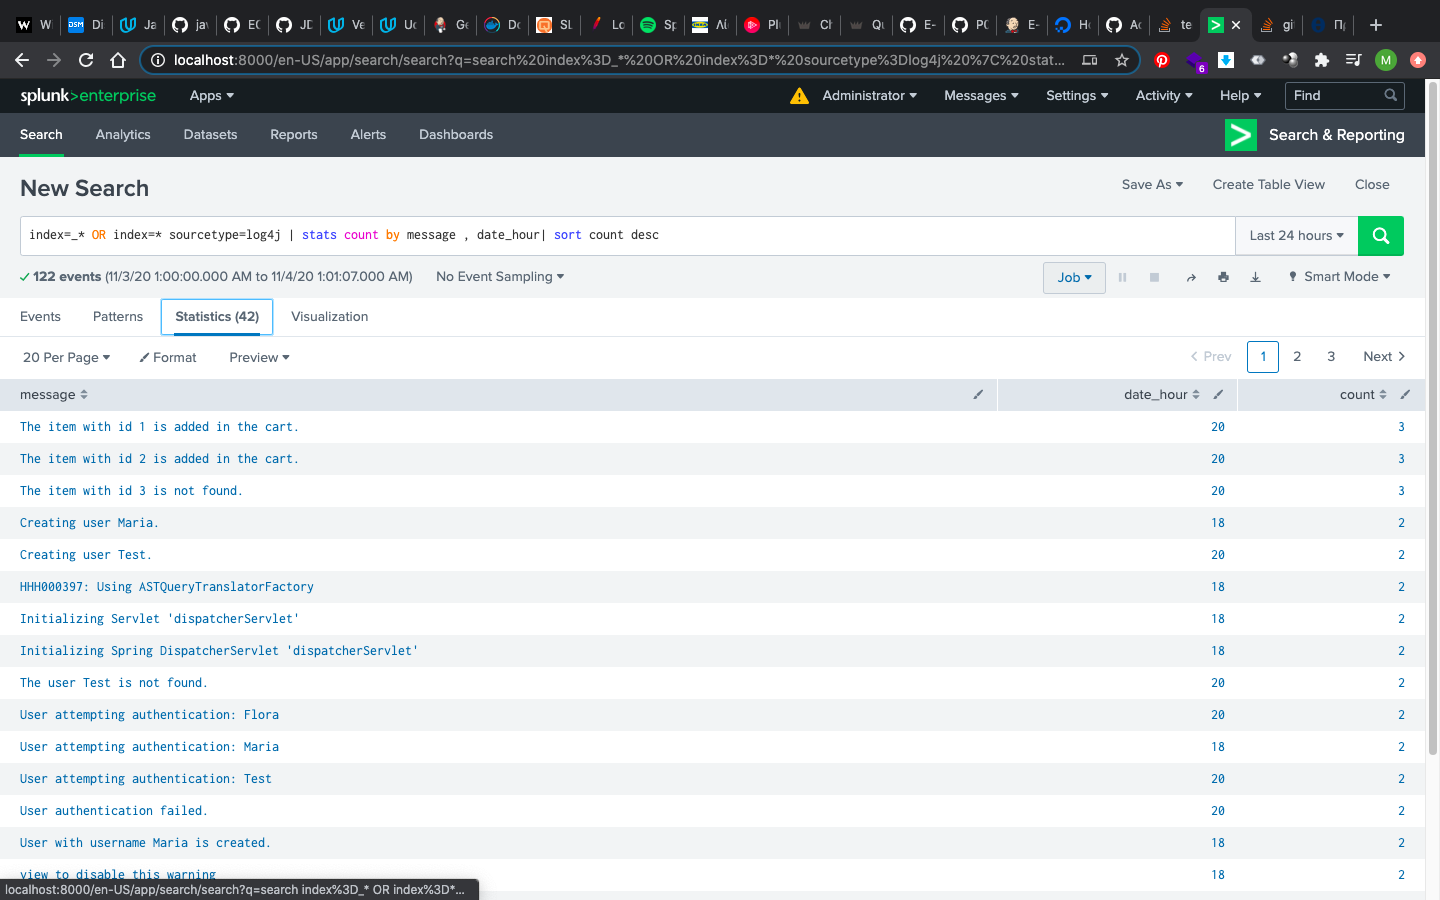 W Di Ja ja EC JD Ve Uc Ge Do SL Lo Sp Λίσ Plu Ch Qu E- PC E- Ho Ac te gi Πρ
localhost:8000/en-US/app/search/search?q=search%20index%3D_*%20OR%20index%3D*%20sourcetype%3Dlog4j%20%7C%20stat...
6 M
splunk>enterprise Apps Administrator Messages Settings Activity Help Find
Search Analytics Datasets Reports Alerts Dashboards Search & Reporting
New Search Save As Create Table View Close
index=_* OR index=* sourcetype=log4j | stats count by message , date_hour| sort count desc Last 24 hours
122 events (11/3/20 1:00:00.000 AM to 11/4/20 1:01:07.000 AM) No Event Sampling Job Smart Mode
Events Patterns Statistics (42) Visualization
20 Per Page Format Preview Prev 1 2 3 Next
message date_hour count
The item with id 1 is added in the cart. 20 3
The item with id 2 is added in the cart. 20 3
The item with id 3 is not found. 20 3
Creating user Maria. 18 2
Creating user Test. 20 2
HHH000397: Using ASTQueryTranslatorFactory 18 2
Initializing Servlet 'dispatcherServlet' 18 2
Initializing Spring DispatcherServlet 'dispatcherServlet' 18 2
The user Test is not found. 20 2
User attempting authentication: Flora 20 2
User attempting authentication: Maria 18 2
User attempting authentication: Test 20 2
User authentication failed. 20 2
User with username Maria is created. 18 2
view to disable this warning 18 2
localhost:8000/en-US/app/search/search?q=search index%3D_* OR index%3D*...